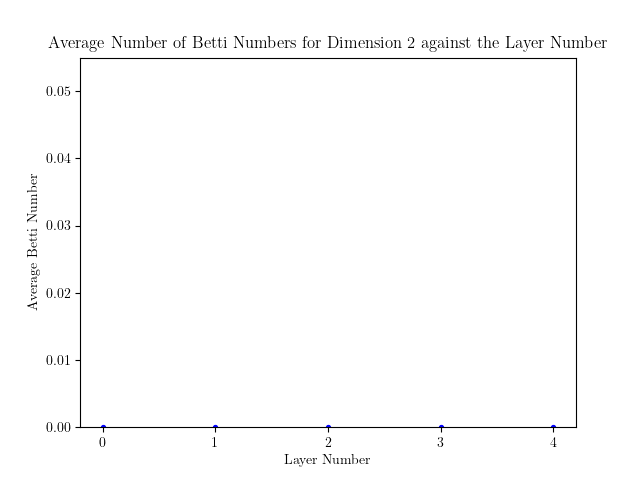 Average Number of Betti Numbers for Dimension 2 against the Layer Number
0.05
0.04
0.03
0.02
0.01
0.00
Average Betti Number
0 1 2 3 4
Layer Number